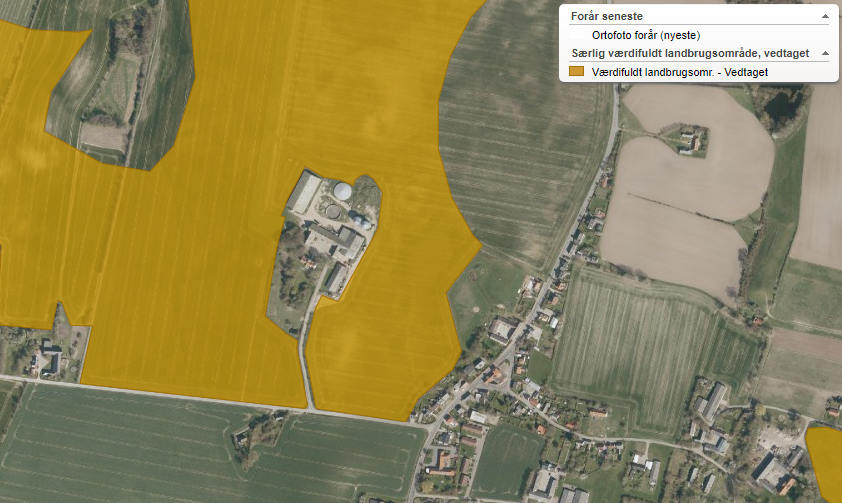 Forår seneste
Ortofoto forår (nyeste)
Særlig værdifuldt landbrugsområde, vedtaget
Værdifuldt landbrugsomr. - Vedtaget